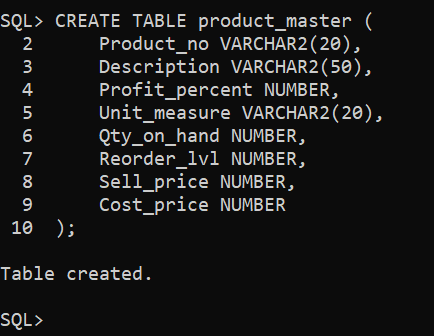 SQL> CREATE TABLE product_master (
  2      Product_no VARCHAR2(20),
  3      Description VARCHAR2(50),
  4      Profit_percent NUMBER,
  5      Unit_measure VARCHAR2(20),
  6      Qty_on_hand NUMBER,
  7      Reorder_lvl NUMBER,
  8      Sell_price NUMBER,
  9      Cost_price NUMBER
 10  );
Table created.
SQL>